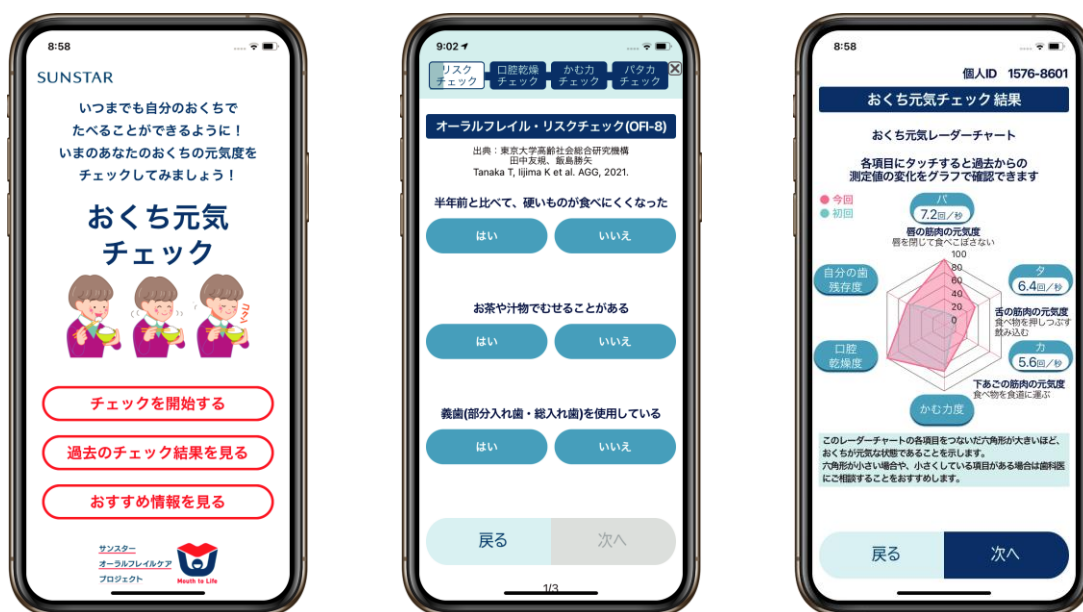 8:58
SUNSTAR
いつまでも自分のおくちで
たべることができるように!
いまのあなたのおくちの元気度を
チェックしてみましょう!
おくち元気
チェック
コクン
チェックを開始する
過去のチェック結果を見る
おすすめ情報を見る
サンスター
オーラルフレイルケア
プロジェクト
Mouth to Life
9:02
リスク
チェック
口腔乾燥
チェック
かむ力
チェック
パタカ
チェック
オーラルフレイル・リスクチェック(OFI-8)
出典:東京大学高齢社会総合研究機構
田中友規、飯島勝矢
Tanaka T, Iijima K et al. AGG, 2021.
半年前と比べて、硬いものが食べにくくなった
はい いいえ
お茶や汁物でむせることがある
はい いいえ
義歯(部分入れ歯・総入れ歯)を使用している
はい いいえ
戻る 次へ
1/3
8:58
個人ID 1576-8601
おくち元気チェック 結果
おくち元気レーダーチャート
各項目にタッチすると過去からの
測定値の変化をグラフで確認できます
今回
初回
パ
7.2回/秒
唇の筋肉の元気度
唇を閉じて食べこぼさない
100
80
60
40
20
0
自分の歯
残存度
タ
6.4回/秒
舌の筋肉の元気度
食べ物を押しつぶす
飲み込む
口腔
乾燥度
カ
5.6回/秒
下あごの筋肉の元気度
食べ物を食道に運ぶ
かむ力度
このレーダーチャートの各項目をつないだ六角形が大きいほど、
おくちが元気な状態であることを示します。
六角形が小さい場合や、小さくしている項目がある場合は歯科医
にご相談することをおすすめします。
戻る 次へ